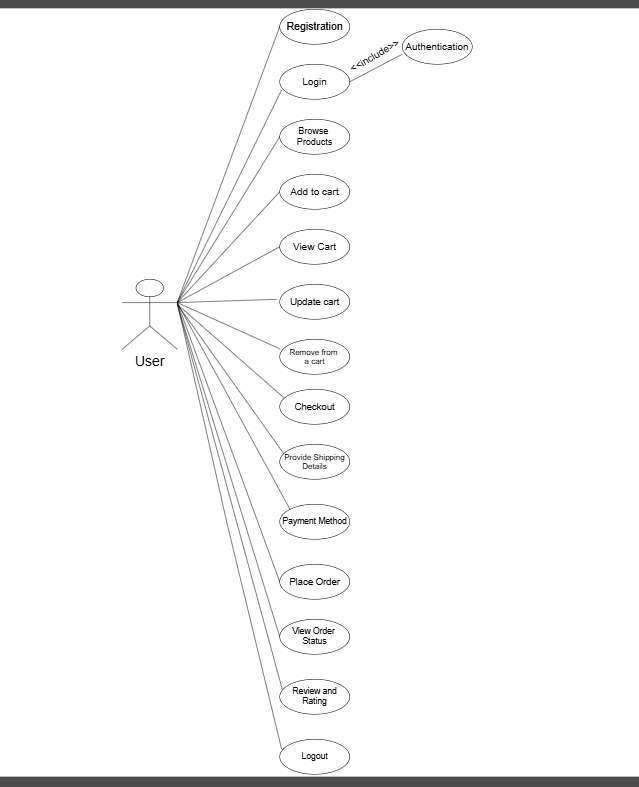 Registration
<<include>>
Authentication
Login
Browse
Products
Add to cart
View Cart
Update cart
User
Remove from
a cart
Checkout
Provide Shipping
Details
Payment Method
Place Order
View Order
Status
Review and
Rating
Logout